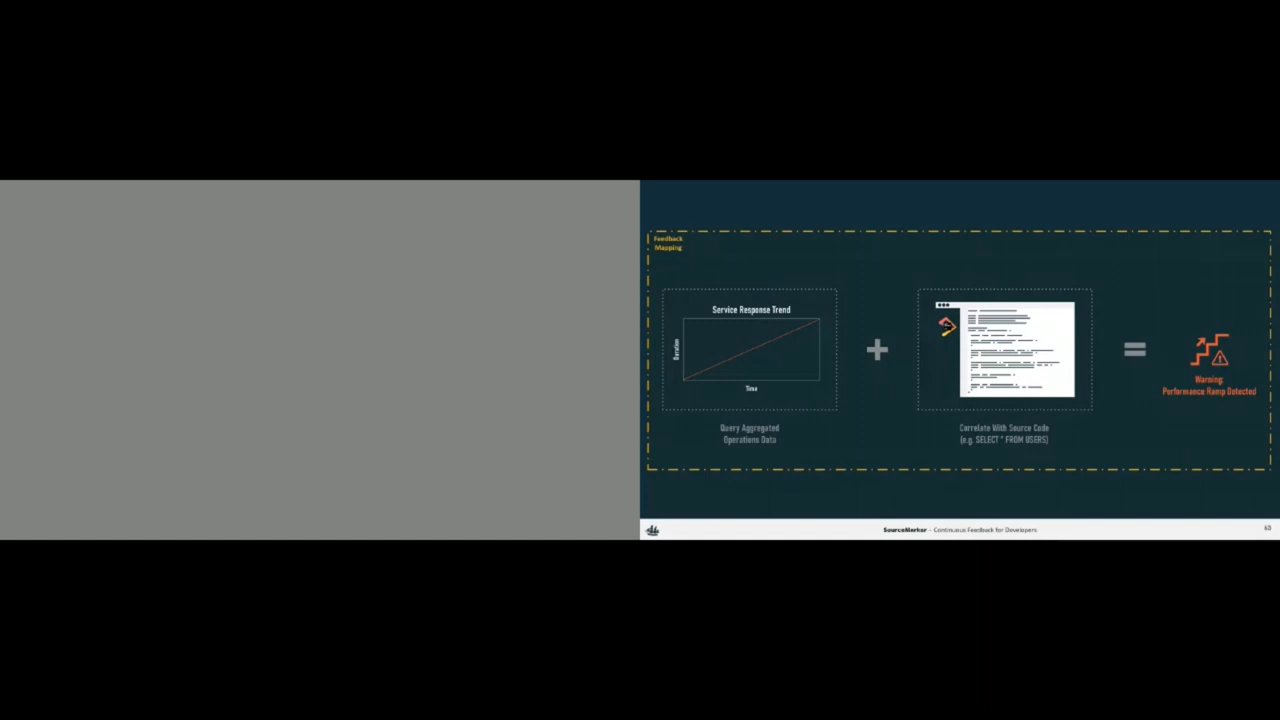 Feedback
Mapping
Service Response Trend
Duration
Time
Query Aggregated
Operations Data
Correlate With Source Code
(e.g. SELECT * FROM USERS)
Warning:
Performance Ramp Detected
SourceMarker – Continuous Feedback for Developers